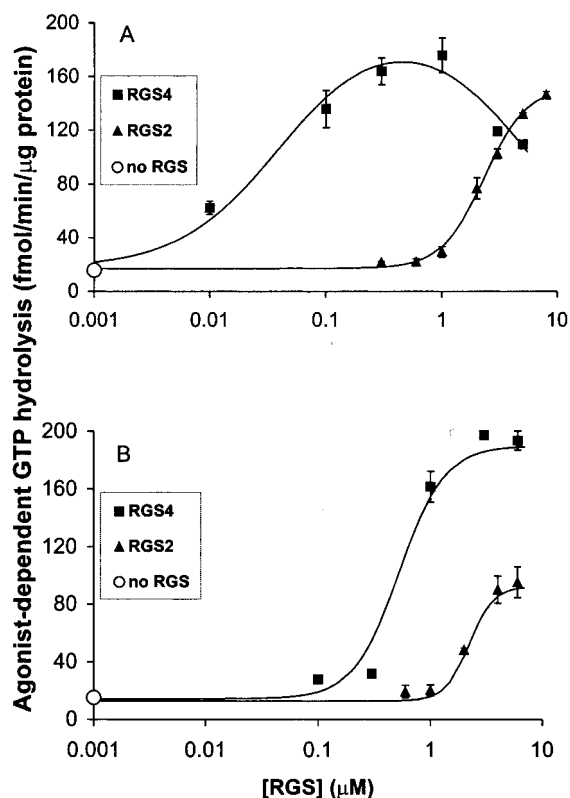 Agonist-dependent GTP hydrolysis (fmol/min/µg protein)
A
200
160
120
80
40
0
RGS4
RGS2
no RGS
0.001
0.01
0.1
1
10
B
200
160
120
80
40
0
RGS4
RGS2
no RGS
0.001
0.01
0.1
1
10
[RGS] (µM)